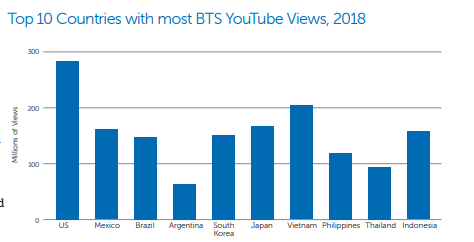 Top 10 Countries with most BTS YouTube Views, 2018
Millions of Views
300
200
100
0
US Mexico Brazil Argentina South Korea Japan Vietnam Philippines Thailand Indonesia
d